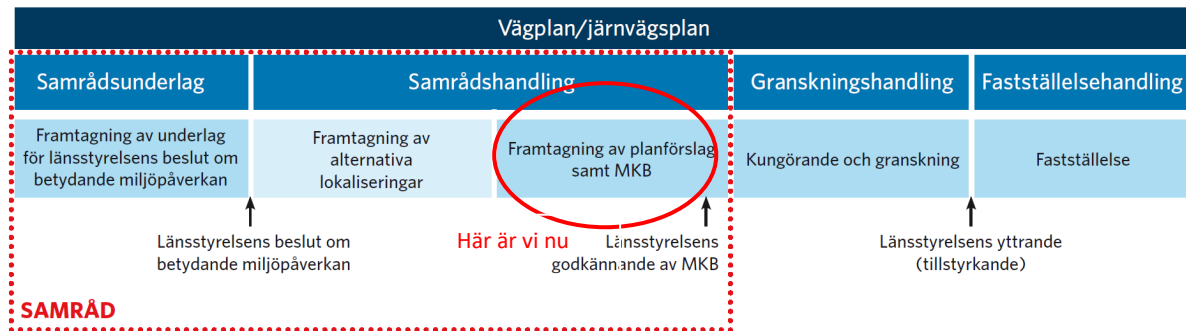 Vägplan/järnvägsplan
Samrådsunderlag
Samrådshandling
Granskningshandling
Fastställelsehandling
Framtagning av underlag
för länsstyrelsens beslut om
betydande miljöpåverkan
Framtagning av
alternativa
lokaliseringar
Framtagning av planförslag
samt MKB
Kungörande och granskning
Fastställelse
Länsstyrelsens beslut om
betydande miljöpåverkan
Här är vi nu
Länsstyrelsens
godkännande av MKB
Länsstyrelsens yttrande
(tillstyrkande)
SAMRÅD